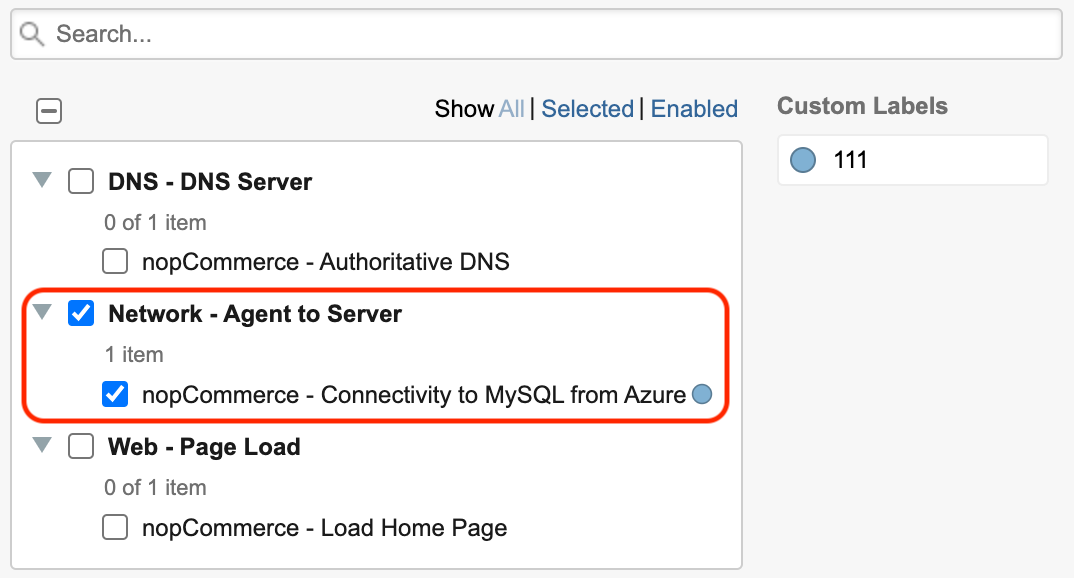 Search...
Show All | Selected | Enabled
Custom Labels
111
DNS - DNS Server
0 of 1 item
nopCommerce - Authoritative DNS
Network - Agent to Server
1 item
nopCommerce - Connectivity to MySQL from Azure
Web - Page Load
0 of 1 item
nopCommerce - Load Home Page